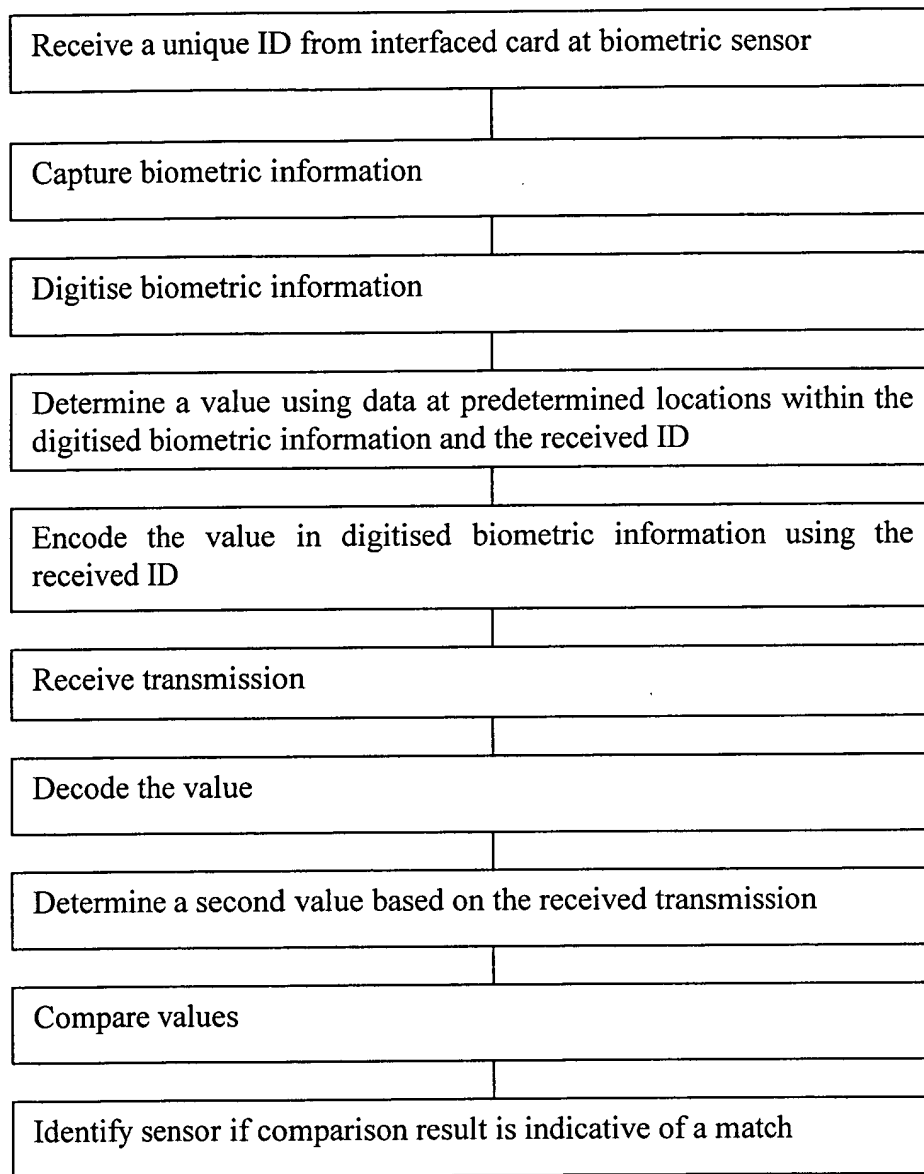 Receive a unique ID from interfaced card at biometric sensor
Capture biometric information
Digitise biometric information
Determine a value using data at predetermined locations within the
digitised biometric information and the received ID
Encode the value in digitised biometric information using the
received ID
Receive transmission
Decode the value
Determine a second value based on the received transmission
Compare values
Identify sensor if comparison result is indicative of a match